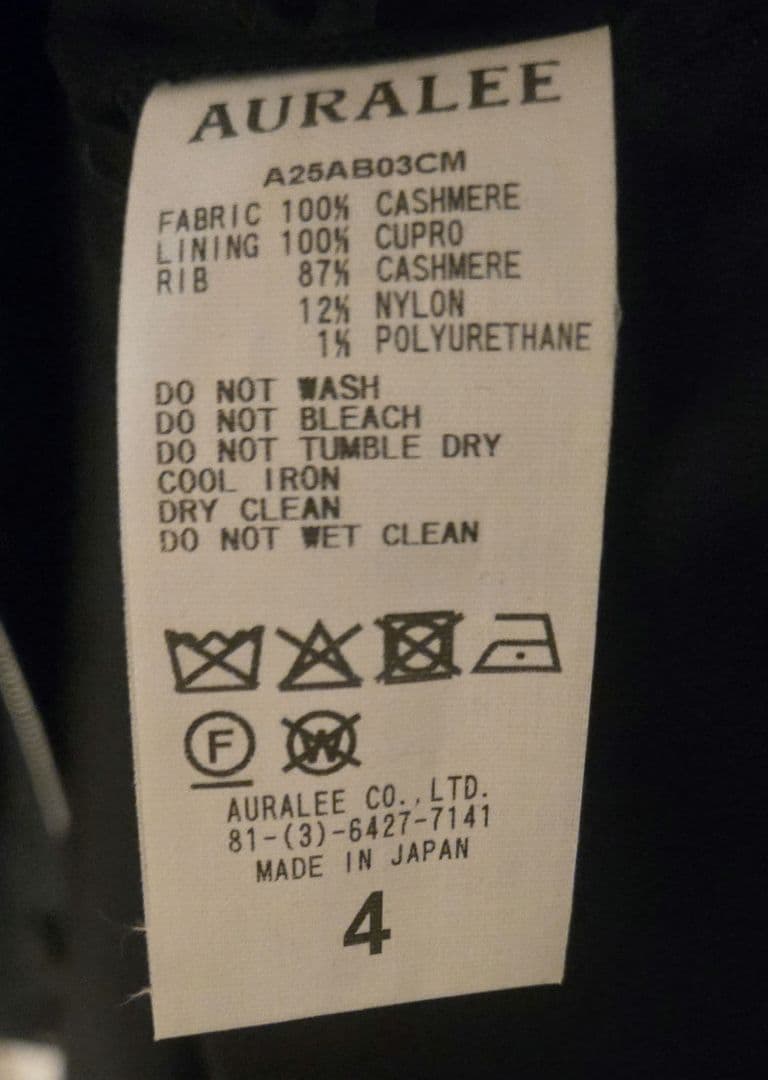 AURALEE
A25AB03CM
FABRIC 100% CASHMERE
LINING 100% CUPRO
RIB 87% CASHMERE
12% NYLON
1% POLYURETHANE
DO NOT WASH
DO NOT BLEACH
DO NOT TUMBLE DRY
COOL IRON
DRY CLEAN
DO NOT WET CLEAN
F W
AURALEE CO.,LTD.
81-(3)-6427-7141
MADE IN JAPAN
4